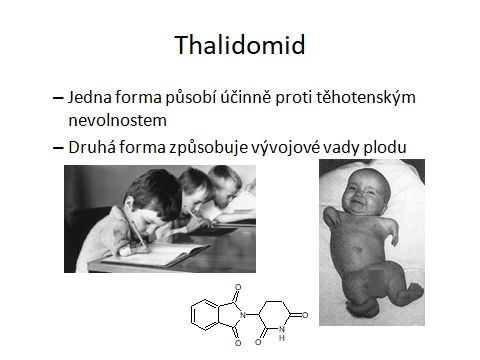 Thalidomid
– Jedna forma působí účinně proti těhotenským
nevolnostem
– Druhá forma způsobuje vývojové vady plodu
O
N
O
O
O
N
H